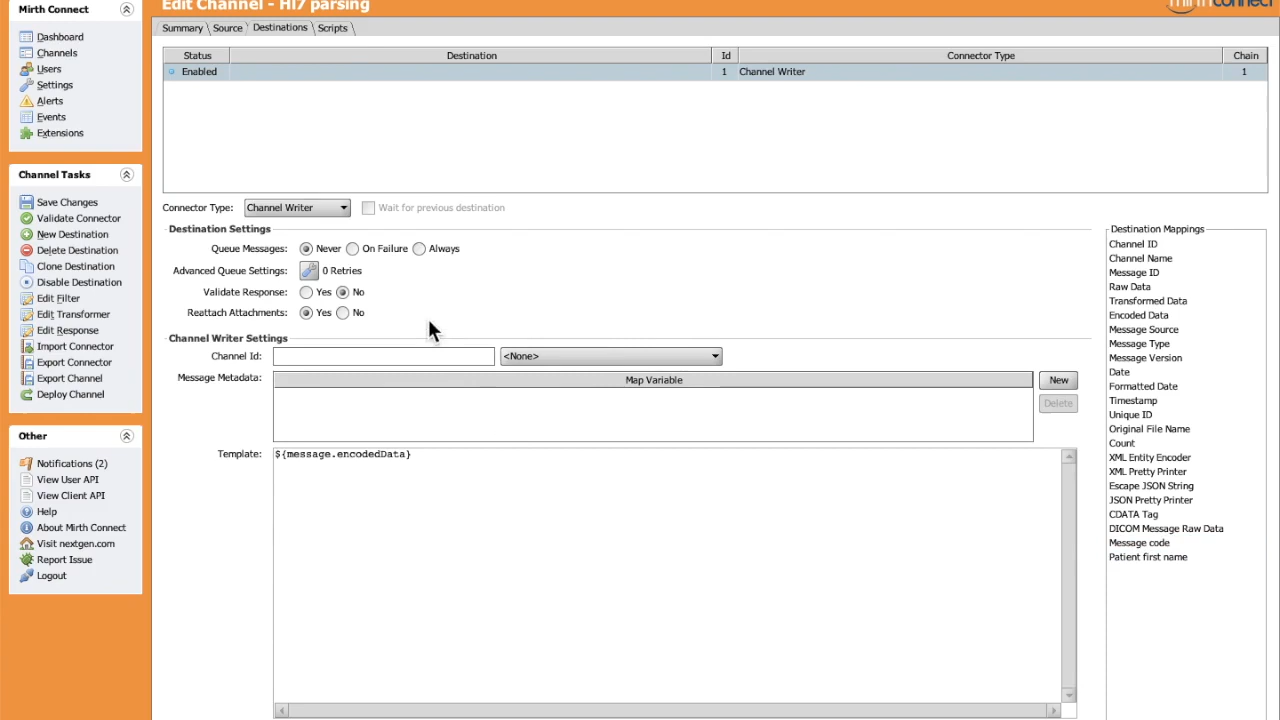 Mirth Connect
Dashboard
Channels
Users
Settings
Alerts
Events
Extensions
Channel Tasks
Save Changes
Validate Connector
New Destination
Delete Destination
Clone Destination
Disable Destination
Edit Filter
Edit Transformer
Edit Response
Import Connector
Export Connector
Export Channel
Deploy Channel
Other
Notifications (2)
View User API
View Client API
Help
About Mirth Connect
Visit nextgen.com
Report Issue
Logout
Edit Channel - Hl7 parsing
mirth connect
Summary Source Destinations Scripts
Status Destination Id Connector Type Chain
Enabled 1 Channel Writer 1
Connector Type: Channel Writer Wait for previous destination
Destination Settings
Queue Messages: Never On Failure Always
Advanced Queue Settings: 0 Retries
Validate Response: Yes No
Reattach Attachments: Yes No
Channel Writer Settings
Channel Id: <None>
Message Metadata: Map Variable New
Delete
Template: ${message.encodedData}
Destination Mappings
Channel ID
Channel Name
Message ID
Raw Data
Transformed Data
Encoded Data
Message Source
Message Type
Message Version
Date
Formatted Date
Timestamp
Unique ID
Original File Name
Count
XML Entity Encoder
XML Pretty Printer
Escape JSON String
JSON Pretty Printer
CDATA Tag
DICOM Message Raw Data
Message code
Patient first name